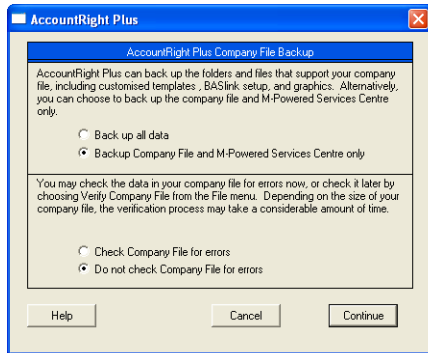 AccountRight Plus
AccountRight Plus Company File Backup
AccountRight Plus can back up the folders and files that support your company
file, including customised templates , BASlink setup, and graphics. Alternatively,
you can choose to back up the company file and M-Powered Services Centre
only.
Back up all data
Backup Company File and M-Powered Services Centre only
You may check the data in your company file for errors now, or check it later by
choosing Verify Company File from the File menu. Depending on the size of your
company file, the verification process may take a considerable amount of time.
Check Company File for errors
Do not check Company File for errors
Help Cancel Continue